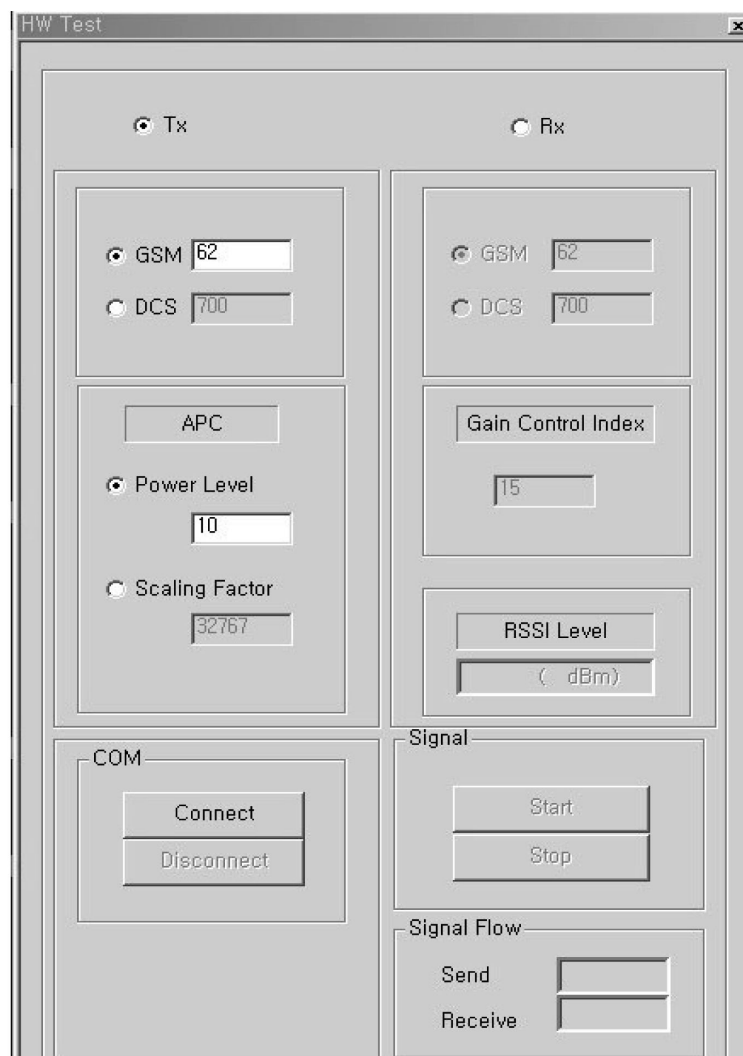 HW Test
Tx
Rx
GSM 62
DCS 700
GSM 62
DCS 700
APC
Power Level
10
Scaling Factor
32767
Gain Control Index
15
RSSI Level
( dBm)
COM
Connect
Disconnect
Signal
Start
Stop
Signal Flow
Send
Receive